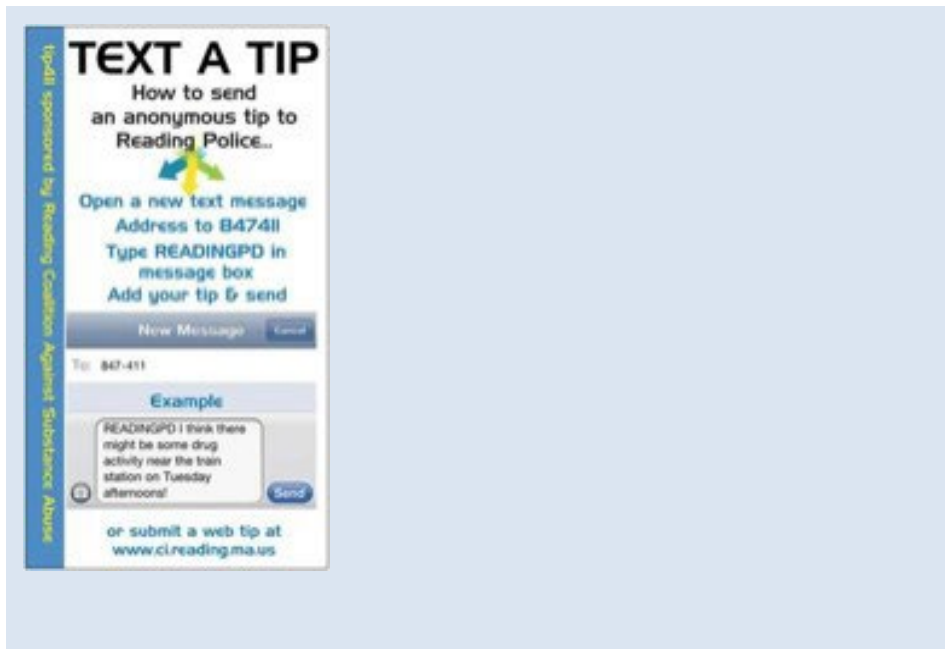 TEXT A TIP
How to send
an anonymous tip to
Reading Police...
Open a new text message
Address to 847411
Type READINGPD in
message box
Add your tip & send
New Message Cancel
To: 847-411
Example
READINGPD I think there
might be some drug
activity near the train
station on Tuesday
afternoons!
Send
or submit a web tip at
www.ci.reading.ma.us
tip411 sponsored by Reading Coalition Against Substance Abuse